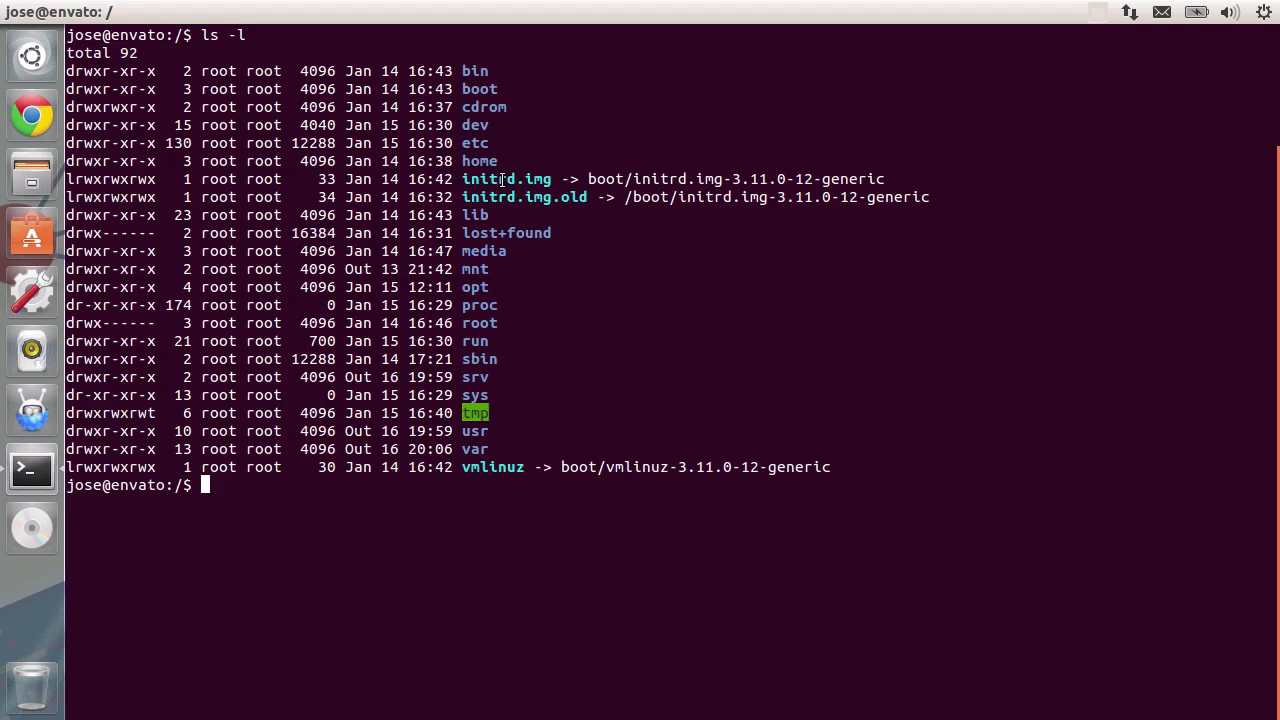 jose@envato: /
jose@envato:/$ ls -l
total 92
drwxr-xr-x   2 root root  4096 Jan 14 16:43 bin
drwxr-xr-x   3 root root  4096 Jan 14 16:43 boot
drwxr-xr-x   2 root root  4096 Jan 14 16:37 cdrom
drwxr-xr-x  15 root root  4040 Jan 15 16:30 dev
drwxr-xr-x 130 root root 12288 Jan 15 16:30 etc
drwxr-xr-x   3 root root  4096 Jan 14 16:38 home
lrwxrwxrwx   1 root root    33 Jan 14 16:42 initrd.img -> boot/initrd.img-3.11.0-12-generic
lrwxrwxrwx   1 root root    34 Jan 14 16:32 initrd.img.old -> /boot/initrd.img-3.11.0-12-generic
drwxr-xr-x  23 root root  4096 Jan 14 16:43 lib
drwx------   2 root root 16384 Jan 14 16:31 lost+found
drwxr-xr-x   3 root root  4096 Jan 14 16:47 media
drwxr-xr-x   2 root root  4096 Out 13 21:42 mnt
drwxr-xr-x   4 root root  4096 Jan 15 12:11 opt
dr-xr-xr-x 174 root root     0 Jan 15 16:29 proc
drwx------   3 root root  4096 Jan 14 16:46 root
drwxr-xr-x  21 root root   700 Jan 15 16:30 run
drwxr-xr-x   2 root root 12288 Jan 14 17:21 sbin
drwxr-xr-x   2 root root  4096 Out 16 19:59 srv
dr-xr-xr-x  13 root root     0 Jan 15 16:29 sys
drwxrwxrwt   6 root root  4096 Jan 15 16:40 tmp
drwxr-xr-x  10 root root  4096 Out 16 19:59 usr
drwxr-xr-x  13 root root  4096 Out 16 20:06 var
lrwxrwxrwx   1 root root    30 Jan 14 16:42 vmlinuz -> boot/vmlinuz-3.11.0-12-generic
jose@envato:/$